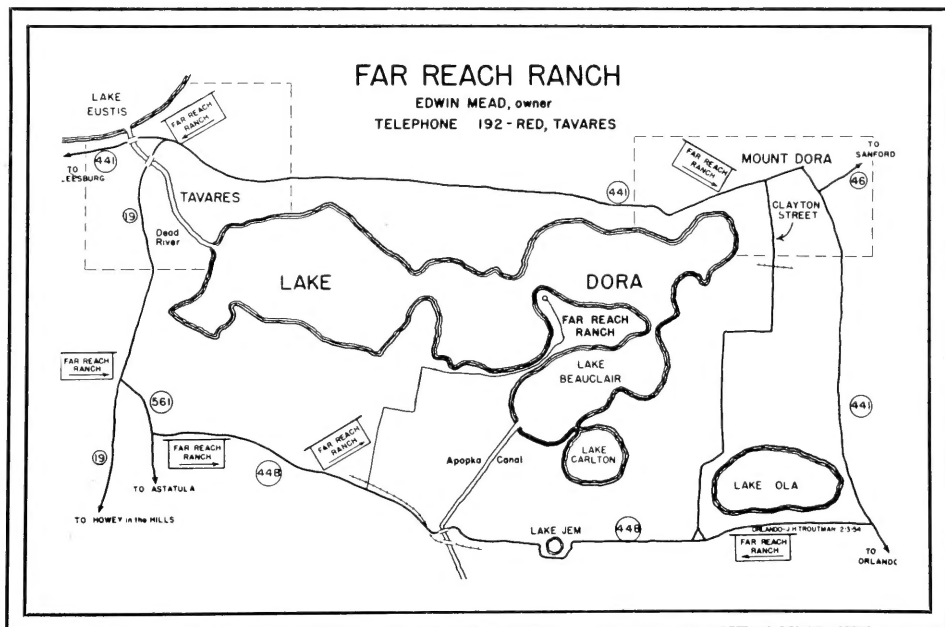 FAR REACH RANCH
EDWIN MEAD, owner
TELEPHONE 192-RED, TAVARES
LAKE
EUSTIS
FAR REACH
RANCH
441
TO
LEESBURG
19
TAVARES
Dead
River
441
FAR REACH
RANCH
MOUNT DORA
TO
SANFORD
46
CLAYTON
STREET
LAKE DORA
FAR REACH
RANCH
LAKE
BEAUCLAIR
FAR REACH
RANCH
561
FAR REACH
RANCH
FAR REACH
RANCH
441
19
448
Apopka Canal
LAKE
CARLTON
LAKE OLA
TO ASTATULA
TO HOWEY in the HILLS
LAKE JEM
448
ORLANDO-J H TROUTMAN 2-3-54
FAR REACH
RANCH
TO
ORLANDO